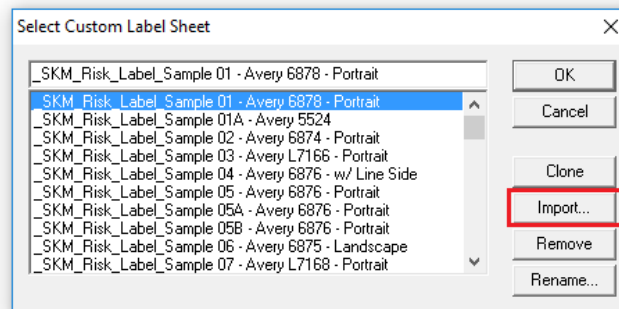 Select Custom Label Sheet
_SKM_Risk_Label_Sample 01 - Avery 6878 - Portrait
OK
_SKM_Risk_Label_Sample 01 - Avery 6878 - Portrait
_SKM_Risk_Label_Sample 01A - Avery 5524
_SKM_Risk_Label_Sample 02 - Avery 6874 - Portrait
_SKM_Risk_Label_Sample 03 - Avery L7166 - Portrait
_SKM_Risk_Label_Sample 04 - Avery 6876 - w/ Line Side
_SKM_Risk_Label_Sample 05 - Avery 6876 - Portrait
_SKM_Risk_Label_Sample 05A - Avery 6876 - Portrait
_SKM_Risk_Label_Sample 05B - Avery 6876 - Portrait
_SKM_Risk_Label_Sample 06 - Avery 6875 - Landscape
_SKM_Risk_Label_Sample 07 - Avery L7168 - Portrait
Cancel
Clone
Import...
Remove
Rename...